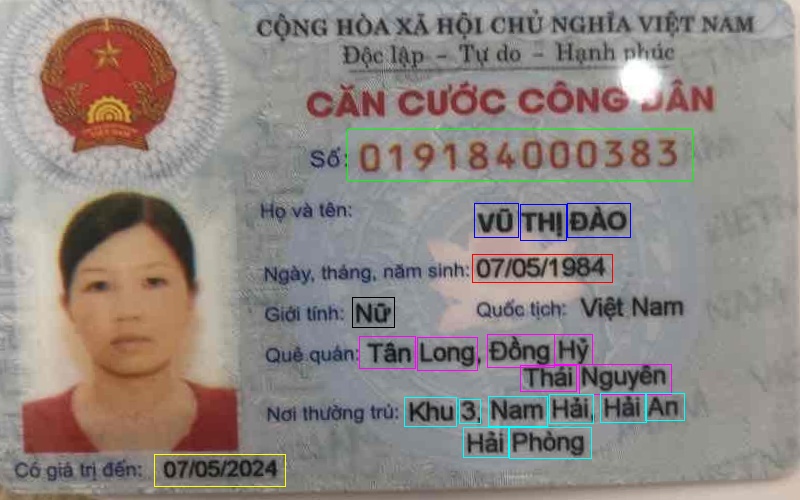 CỘNG HÒA XÃ HỘI CHỦ NGHĨA VIỆT NAM
Độc lập - Tự do - Hạnh phúc
CĂN CƯỚC CÔNG DÂN
Số: 019184000383
Họ và tên: VŨ THỊ ĐÀO
Ngày, tháng, năm sinh: 07/05/1984
Giới tính: Nữ Quốc tịch: Việt Nam
Quê quán: Tân Long, Đồng Hỷ
Thái Nguyên
Nơi thường trú: Khu 3, Nam Hải, Hải An
Hải Phòng
Có giá trị đến: 07/05/2024